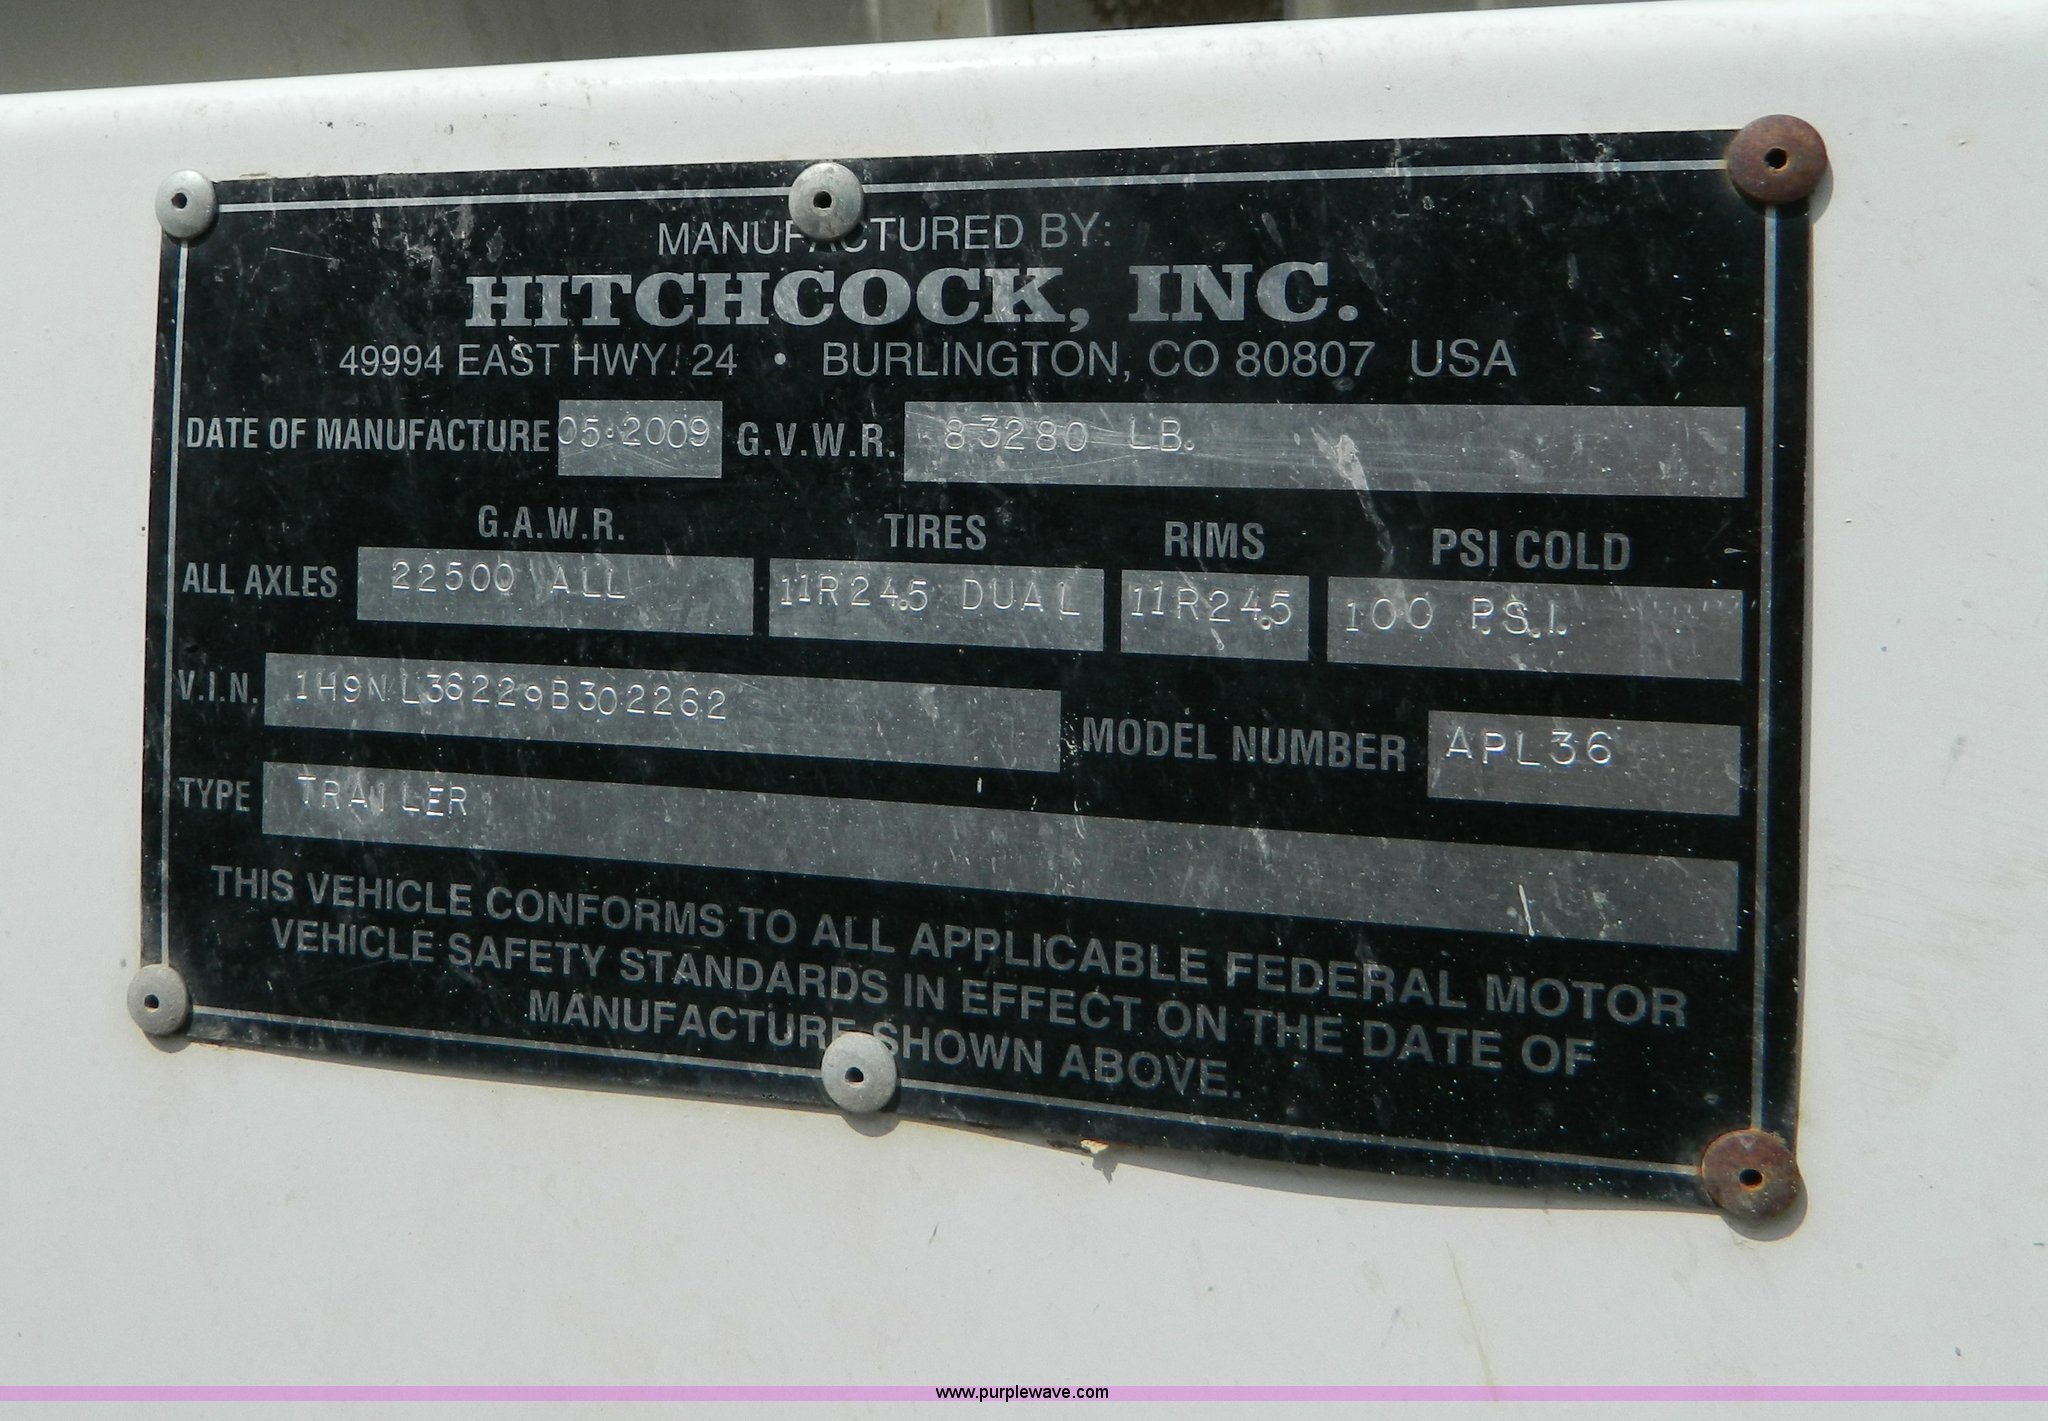 MANUFACTURED BY:
HITCHCOCK, INC.
49994 EAST HWY. 24 • BURLINGTON, CO 80807 USA
DATE OF MANUFACTURE 05.2009 G.V.W.R. 83280 LB.
G.A.W.R. TIRES RIMS PSI COLD
ALL AXLES 22500 ALL 11R24.5 DUAL 11R24.5 100 P.S.I.
V.I.N. 1H9NL36229B302262 MODEL NUMBER APL36
TYPE TRAILER
THIS VEHICLE CONFORMS TO ALL APPLICABLE FEDERAL MOTOR
VEHICLE SAFETY STANDARDS IN EFFECT ON THE DATE OF
MANUFACTURE SHOWN ABOVE.
www.purplewave.com